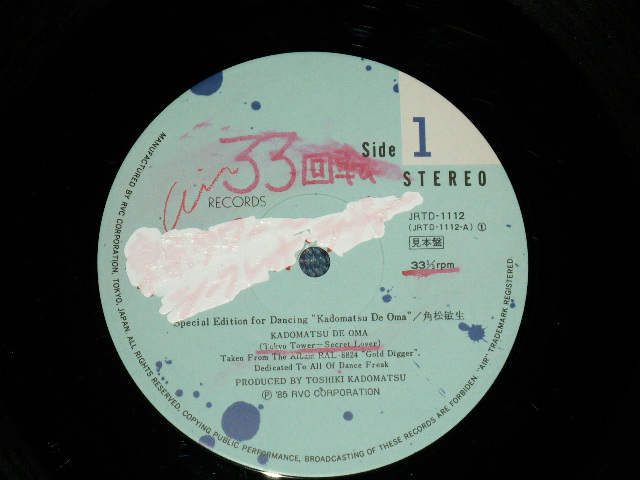 Side 1
STEREO
Air
RECORDS
33回転
JRTD-1112
(JRTD-1112-A) ①
見本盤
33⅓rpm
Special Edition for Dancing "Kadomatsu De Oma"／角松敏生
KADOMATSU DE OMA
(Tokyo Tower—Secret Lover)
Taken From The Album RAL-8824 "Gold Digger".
Dedicated To All Of Dance Freak
PRODUCED BY TOSHIKI KADOMATSU
Ⓟ '85 RVC CORPORATION
MANUFACTURED BY RVC CORPORATION, TOKYO, JAPAN. ALL RIGHTS RESERVED, COPYING PUBLIC PERFORMANCE, BROADCASTING OF THESE RECORDS ARE FORBIDEN. "AIR" TRADEMARK REGISTERED.